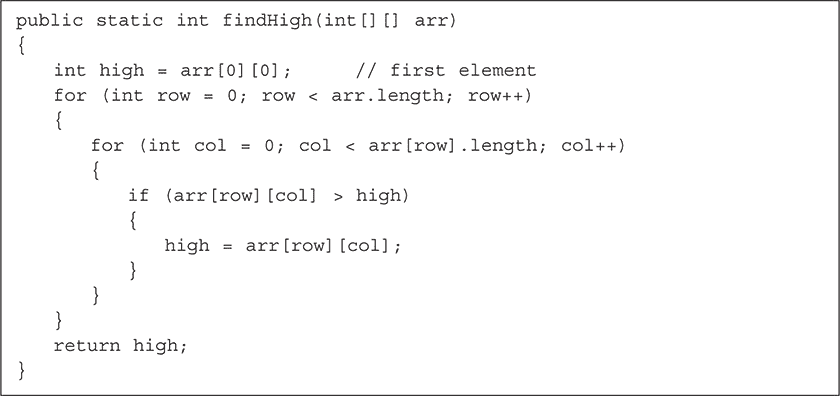 public static int findHigh(int[][] arr)
{
    int high = arr[0][0];      // first element
    for (int row = 0; row < arr.length; row++)
    {
        for (int col = 0; col < arr[row].length; col++)
        {
            if (arr[row][col] > high)
            {
                high = arr[row][col];
            }
        }
    }
    return high;
}